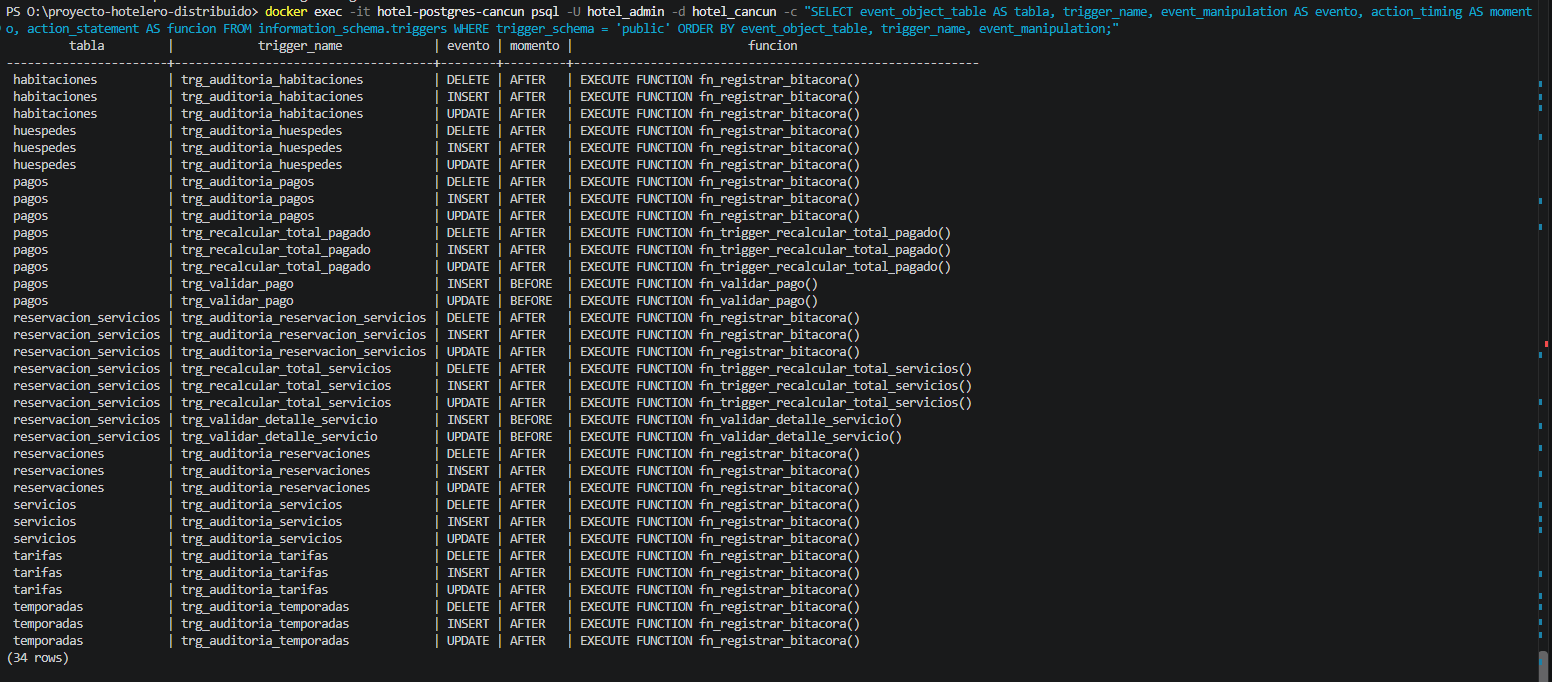 PS O:\proyecto-hotelero-distribuido> docker exec -it hotel-postgres-cancun psql -U hotel_admin -d hotel_cancun -c "SELECT event_object_table AS tabla, trigger_name, event_manipulation AS evento, action_timing AS moment
o, action_statement AS funcion FROM information_schema.triggers WHERE trigger_schema = 'public' ORDER BY event_object_table, trigger_name, event_manipulation;"
        tabla         |            trigger_name             | evento | momento |                         funcion
----------------------+-------------------------------------+--------+---------+---------------------------------------------------------
 habitaciones         | trg_auditoria_habitaciones          | DELETE | AFTER   | EXECUTE FUNCTION fn_registrar_bitacora()
 habitaciones         | trg_auditoria_habitaciones          | INSERT | AFTER   | EXECUTE FUNCTION fn_registrar_bitacora()
 habitaciones         | trg_auditoria_habitaciones          | UPDATE | AFTER   | EXECUTE FUNCTION fn_registrar_bitacora()
 huespedes            | trg_auditoria_huespedes             | DELETE | AFTER   | EXECUTE FUNCTION fn_registrar_bitacora()
 huespedes            | trg_auditoria_huespedes             | INSERT | AFTER   | EXECUTE FUNCTION fn_registrar_bitacora()
 huespedes            | trg_auditoria_huespedes             | UPDATE | AFTER   | EXECUTE FUNCTION fn_registrar_bitacora()
 pagos                | trg_auditoria_pagos                 | DELETE | AFTER   | EXECUTE FUNCTION fn_registrar_bitacora()
 pagos                | trg_auditoria_pagos                 | INSERT | AFTER   | EXECUTE FUNCTION fn_registrar_bitacora()
 pagos                | trg_auditoria_pagos                 | UPDATE | AFTER   | EXECUTE FUNCTION fn_registrar_bitacora()
 pagos                | trg_recalcular_total_pagado         | DELETE | AFTER   | EXECUTE FUNCTION fn_trigger_recalcular_total_pagado()
 pagos                | trg_recalcular_total_pagado         | INSERT | AFTER   | EXECUTE FUNCTION fn_trigger_recalcular_total_pagado()
 pagos                | trg_recalcular_total_pagado         | UPDATE | AFTER   | EXECUTE FUNCTION fn_trigger_recalcular_total_pagado()
 pagos                | trg_validar_pago                    | INSERT | BEFORE  | EXECUTE FUNCTION fn_validar_pago()
 pagos                | trg_validar_pago                    | UPDATE | BEFORE  | EXECUTE FUNCTION fn_validar_pago()
 reservacion_servicios | trg_auditoria_reservacion_servicios | DELETE | AFTER   | EXECUTE FUNCTION fn_registrar_bitacora()
 reservacion_servicios | trg_auditoria_reservacion_servicios | INSERT | AFTER   | EXECUTE FUNCTION fn_registrar_bitacora()
 reservacion_servicios | trg_auditoria_reservacion_servicios | UPDATE | AFTER   | EXECUTE FUNCTION fn_registrar_bitacora()
 reservacion_servicios | trg_recalcular_total_servicios      | DELETE | AFTER   | EXECUTE FUNCTION fn_trigger_recalcular_total_servicios()
 reservacion_servicios | trg_recalcular_total_servicios      | INSERT | AFTER   | EXECUTE FUNCTION fn_trigger_recalcular_total_servicios()
 reservacion_servicios | trg_recalcular_total_servicios      | UPDATE | AFTER   | EXECUTE FUNCTION fn_trigger_recalcular_total_servicios()
 reservacion_servicios | trg_validar_detalle_servicio        | INSERT | BEFORE  | EXECUTE FUNCTION fn_validar_detalle_servicio()
 reservacion_servicios | trg_validar_detalle_servicio        | UPDATE | BEFORE  | EXECUTE FUNCTION fn_validar_detalle_servicio()
 reservaciones        | trg_auditoria_reservaciones         | DELETE | AFTER   | EXECUTE FUNCTION fn_registrar_bitacora()
 reservaciones        | trg_auditoria_reservaciones         | INSERT | AFTER   | EXECUTE FUNCTION fn_registrar_bitacora()
 reservaciones        | trg_auditoria_reservaciones         | UPDATE | AFTER   | EXECUTE FUNCTION fn_registrar_bitacora()
 servicios            | trg_auditoria_servicios             | DELETE | AFTER   | EXECUTE FUNCTION fn_registrar_bitacora()
 servicios            | trg_auditoria_servicios             | INSERT | AFTER   | EXECUTE FUNCTION fn_registrar_bitacora()
 servicios            | trg_auditoria_servicios             | UPDATE | AFTER   | EXECUTE FUNCTION fn_registrar_bitacora()
 tarifas              | trg_auditoria_tarifas               | DELETE | AFTER   | EXECUTE FUNCTION fn_registrar_bitacora()
 tarifas              | trg_auditoria_tarifas               | INSERT | AFTER   | EXECUTE FUNCTION fn_registrar_bitacora()
 tarifas              | trg_auditoria_tarifas               | UPDATE | AFTER   | EXECUTE FUNCTION fn_registrar_bitacora()
 temporadas           | trg_auditoria_temporadas            | DELETE | AFTER   | EXECUTE FUNCTION fn_registrar_bitacora()
 temporadas           | trg_auditoria_temporadas            | INSERT | AFTER   | EXECUTE FUNCTION fn_registrar_bitacora()
 temporadas           | trg_auditoria_temporadas            | UPDATE | AFTER   | EXECUTE FUNCTION fn_registrar_bitacora()
(34 rows)